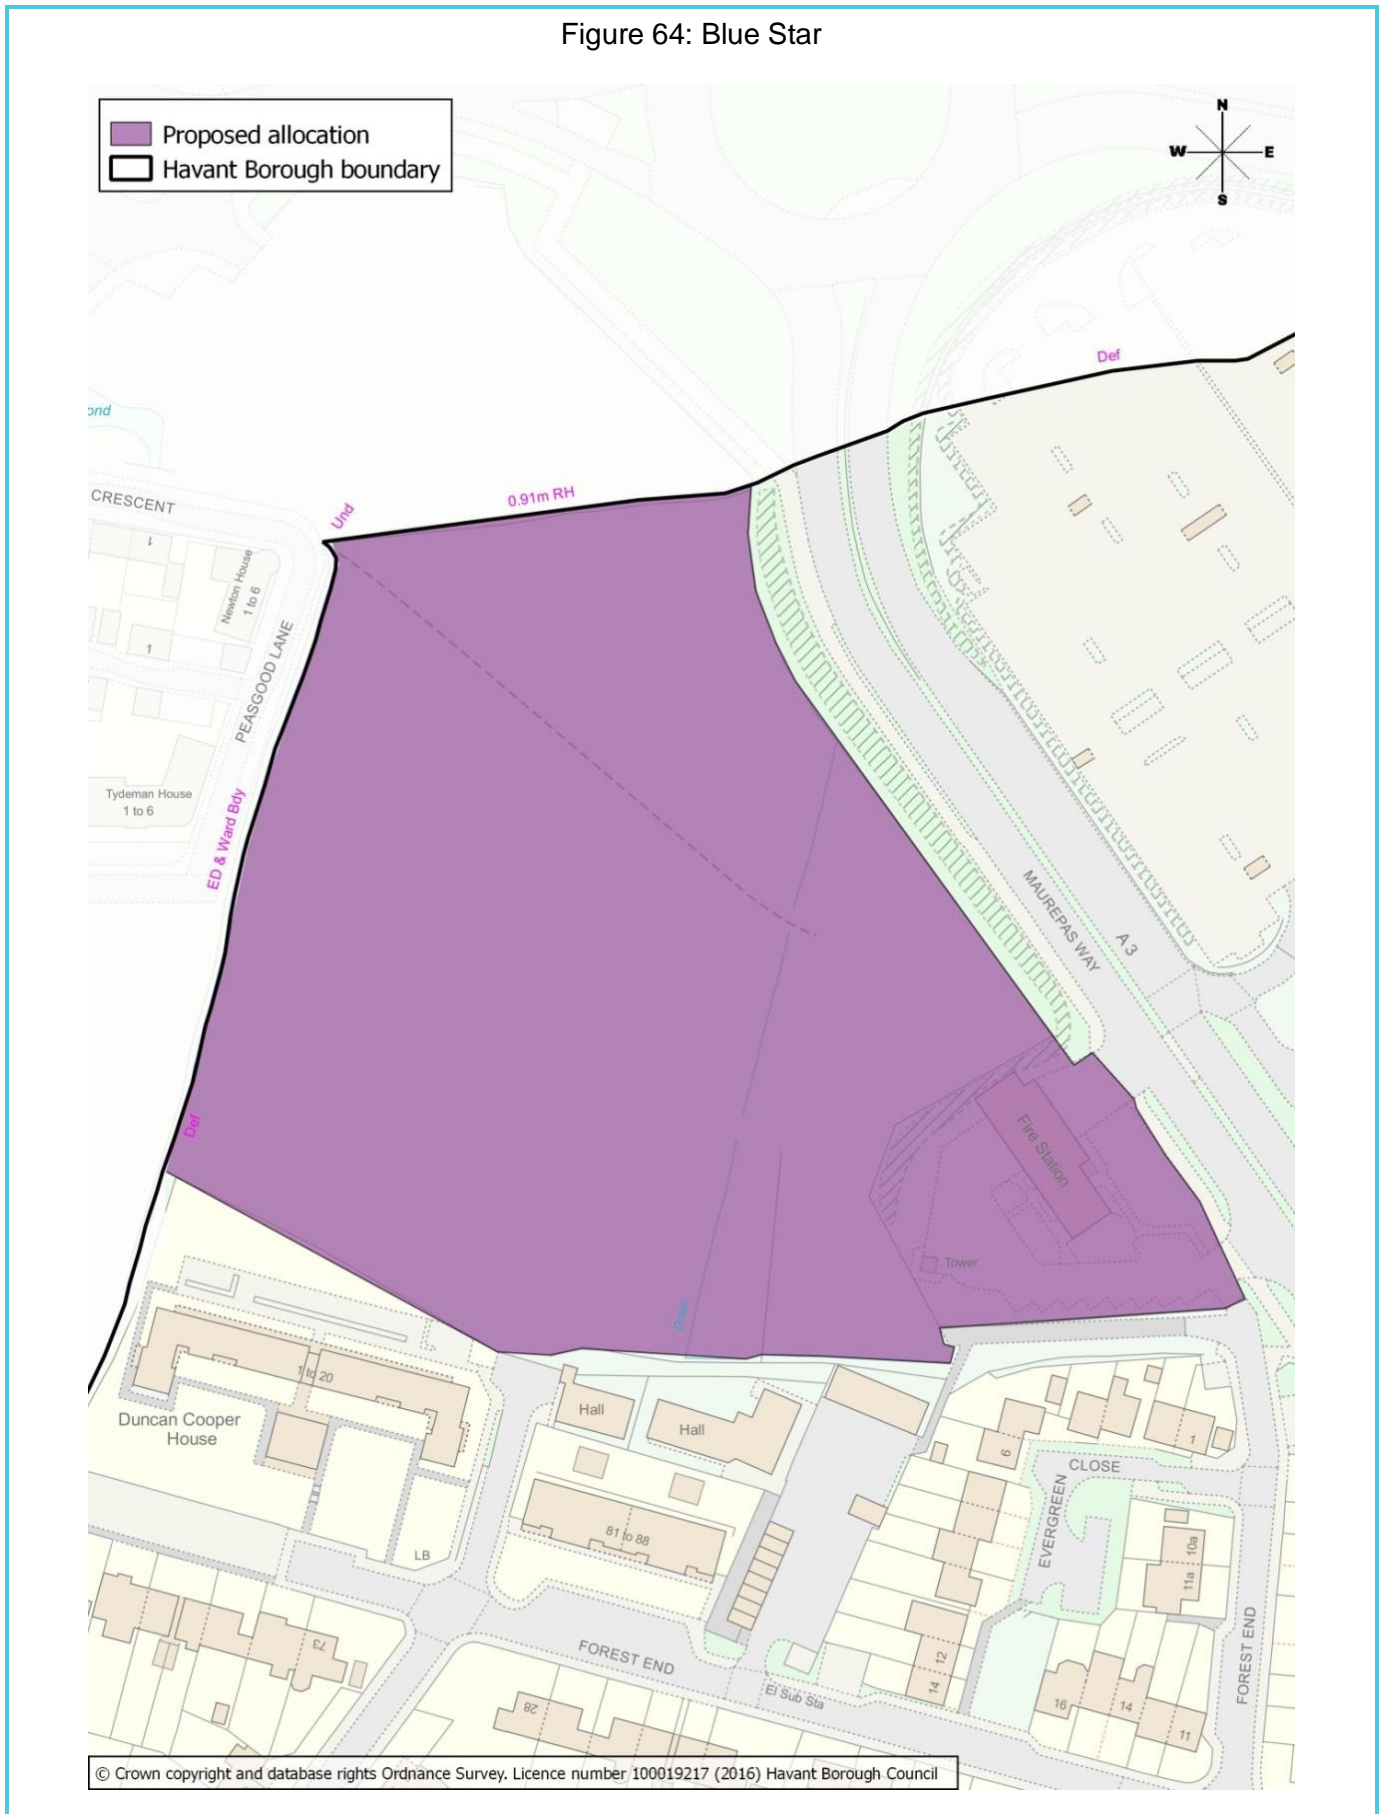 Figure 64: Blue Star
Proposed allocation
Havant Borough boundary
N
W
E
S
Def
ond
CRESCENT
Und
0.91m RH
1
Newton House
1 to 6
1
PEASGOOD LANE
Tydeman House
1 to 6
ED & Ward Bdy
MAUREPAS WAY
A 3
Def
Fire Station
Tower
Drain
1 to 20
Duncan Cooper
House
Hall
Hall
6
1
CLOSE
EVERGREEN
81 to 88
LB
10a
11a
73
FOREST END
12
14
El Sub Sta
28
16
14
11
FOREST END
© Crown copyright and database rights Ordnance Survey. Licence number 100019217 (2016) Havant Borough Council